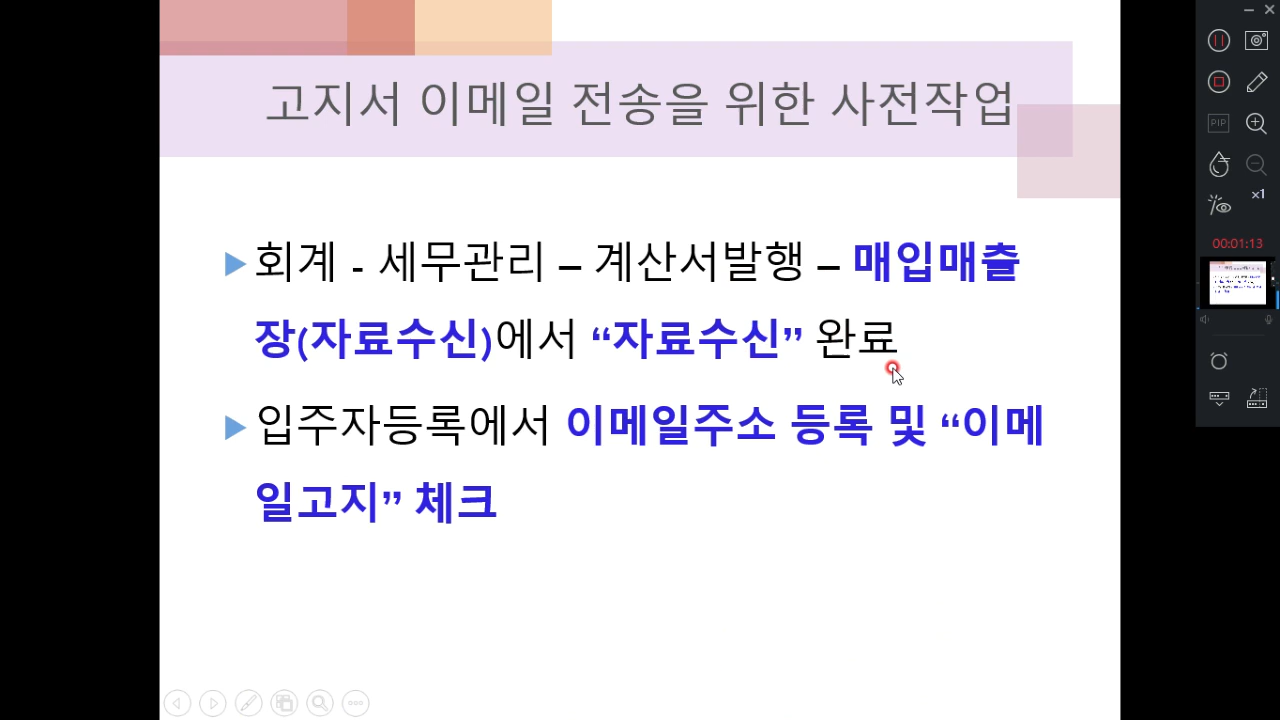 고지서 이메일 전송을 위한 사전작업
회계 - 세무관리 – 계산서발행 – 매입매출
장(자료수신)에서 “자료수신” 완료
입주자등록에서 이메일주소 등록 및 “이메
일고지” 체크
PIP
x1
00:01:13